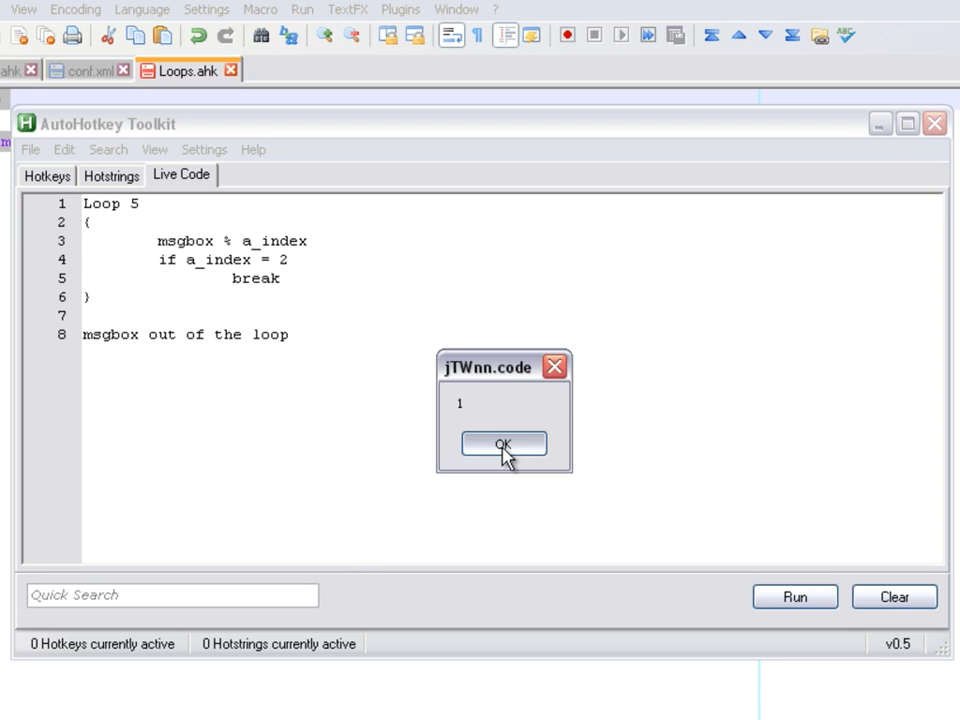 View Encoding Language Settings Macro Run TextFX Plugins Window ?
ahk conf.xml Loops.ahk
m
AutoHotkey Toolkit
File Edit Search View Settings Help
Hotkeys Hotstrings Live Code
1 Loop 5
2 {
3 msgbox % a_index
4 if a_index = 2
5 break
6 }
7
8 msgbox out of the loop
jTWnn.code
1
OK
Quick Search Run Clear
0 Hotkeys currently active 0 Hotstrings currently active v0.5